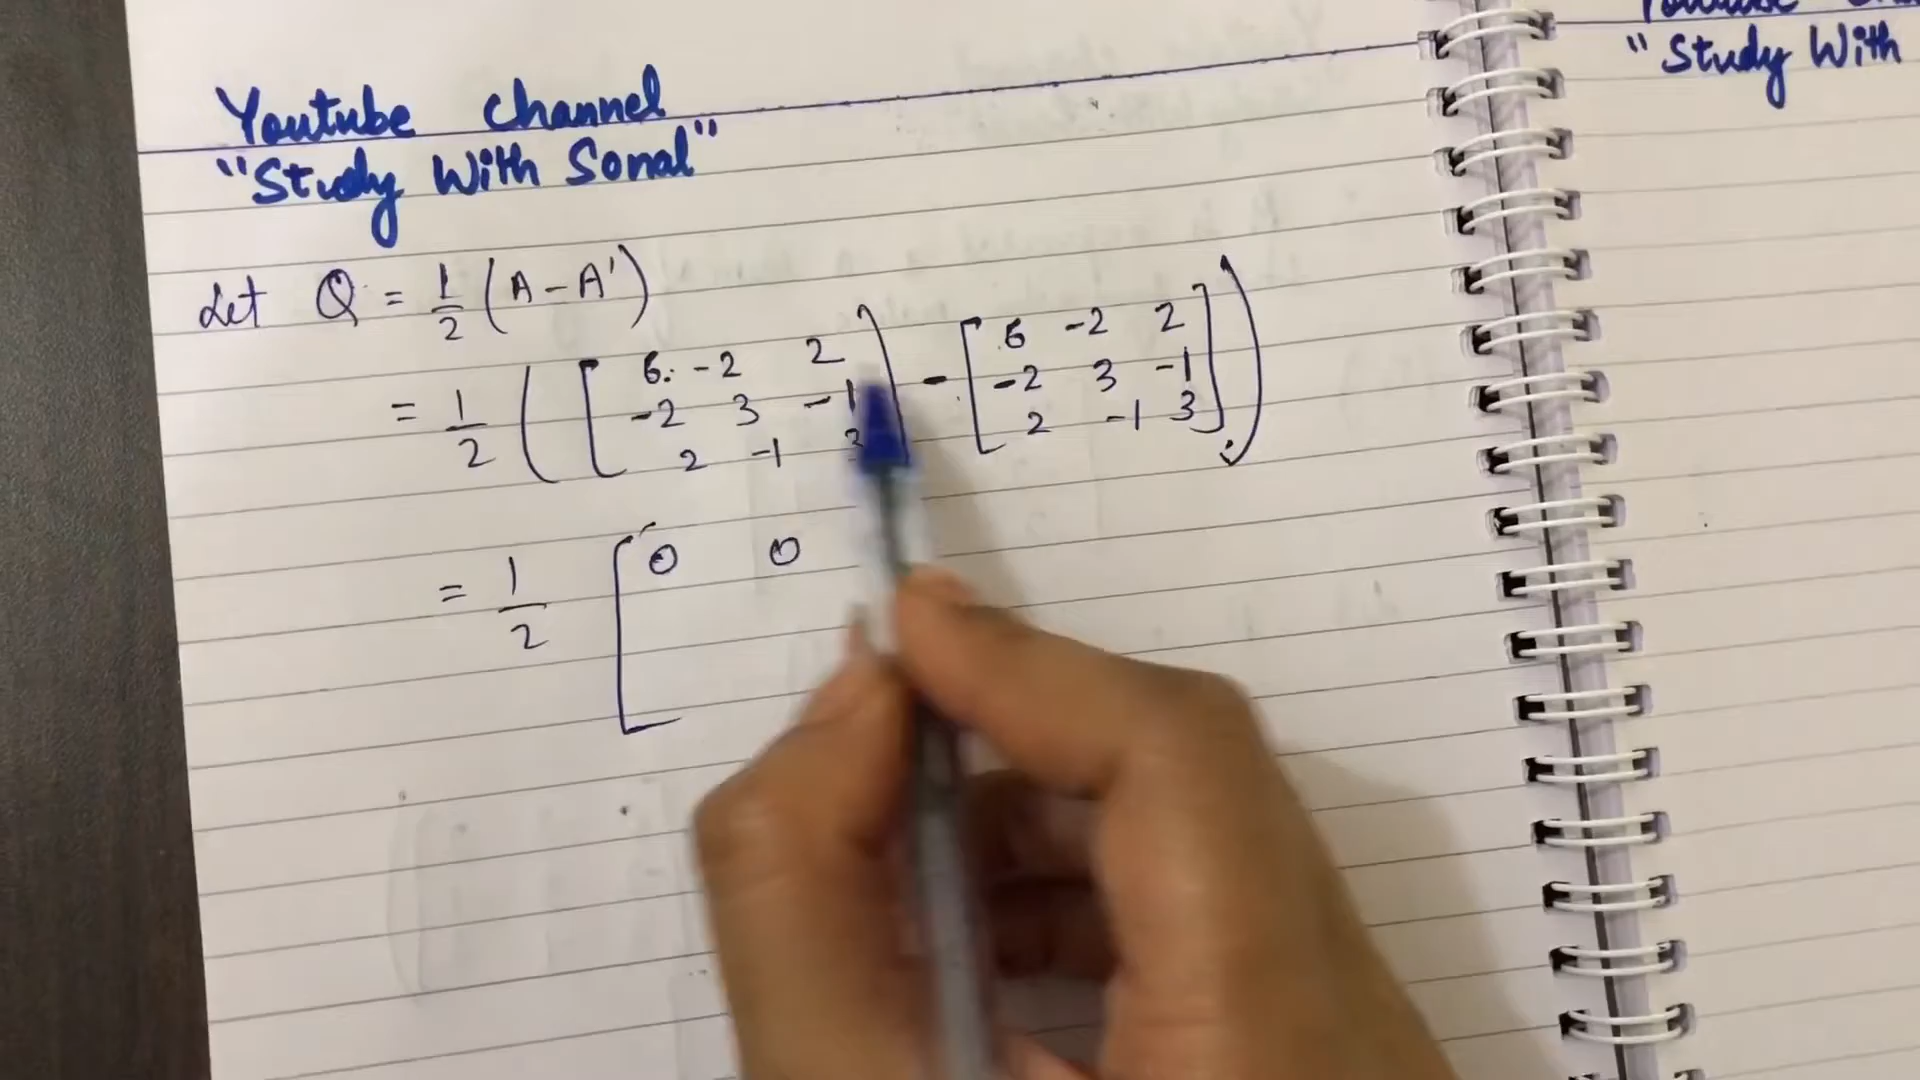 Youtube Channel
"Study With Sonal"
Let Q = 1/2 (A - A')
= 1/2 ( [ 6. -2 2
-2 3 -1
2 -1 3 ] - [ 6 -2 2
-2 3 -1
2 -1 3 ] )
= 1/2 [ 0 0
"Study With